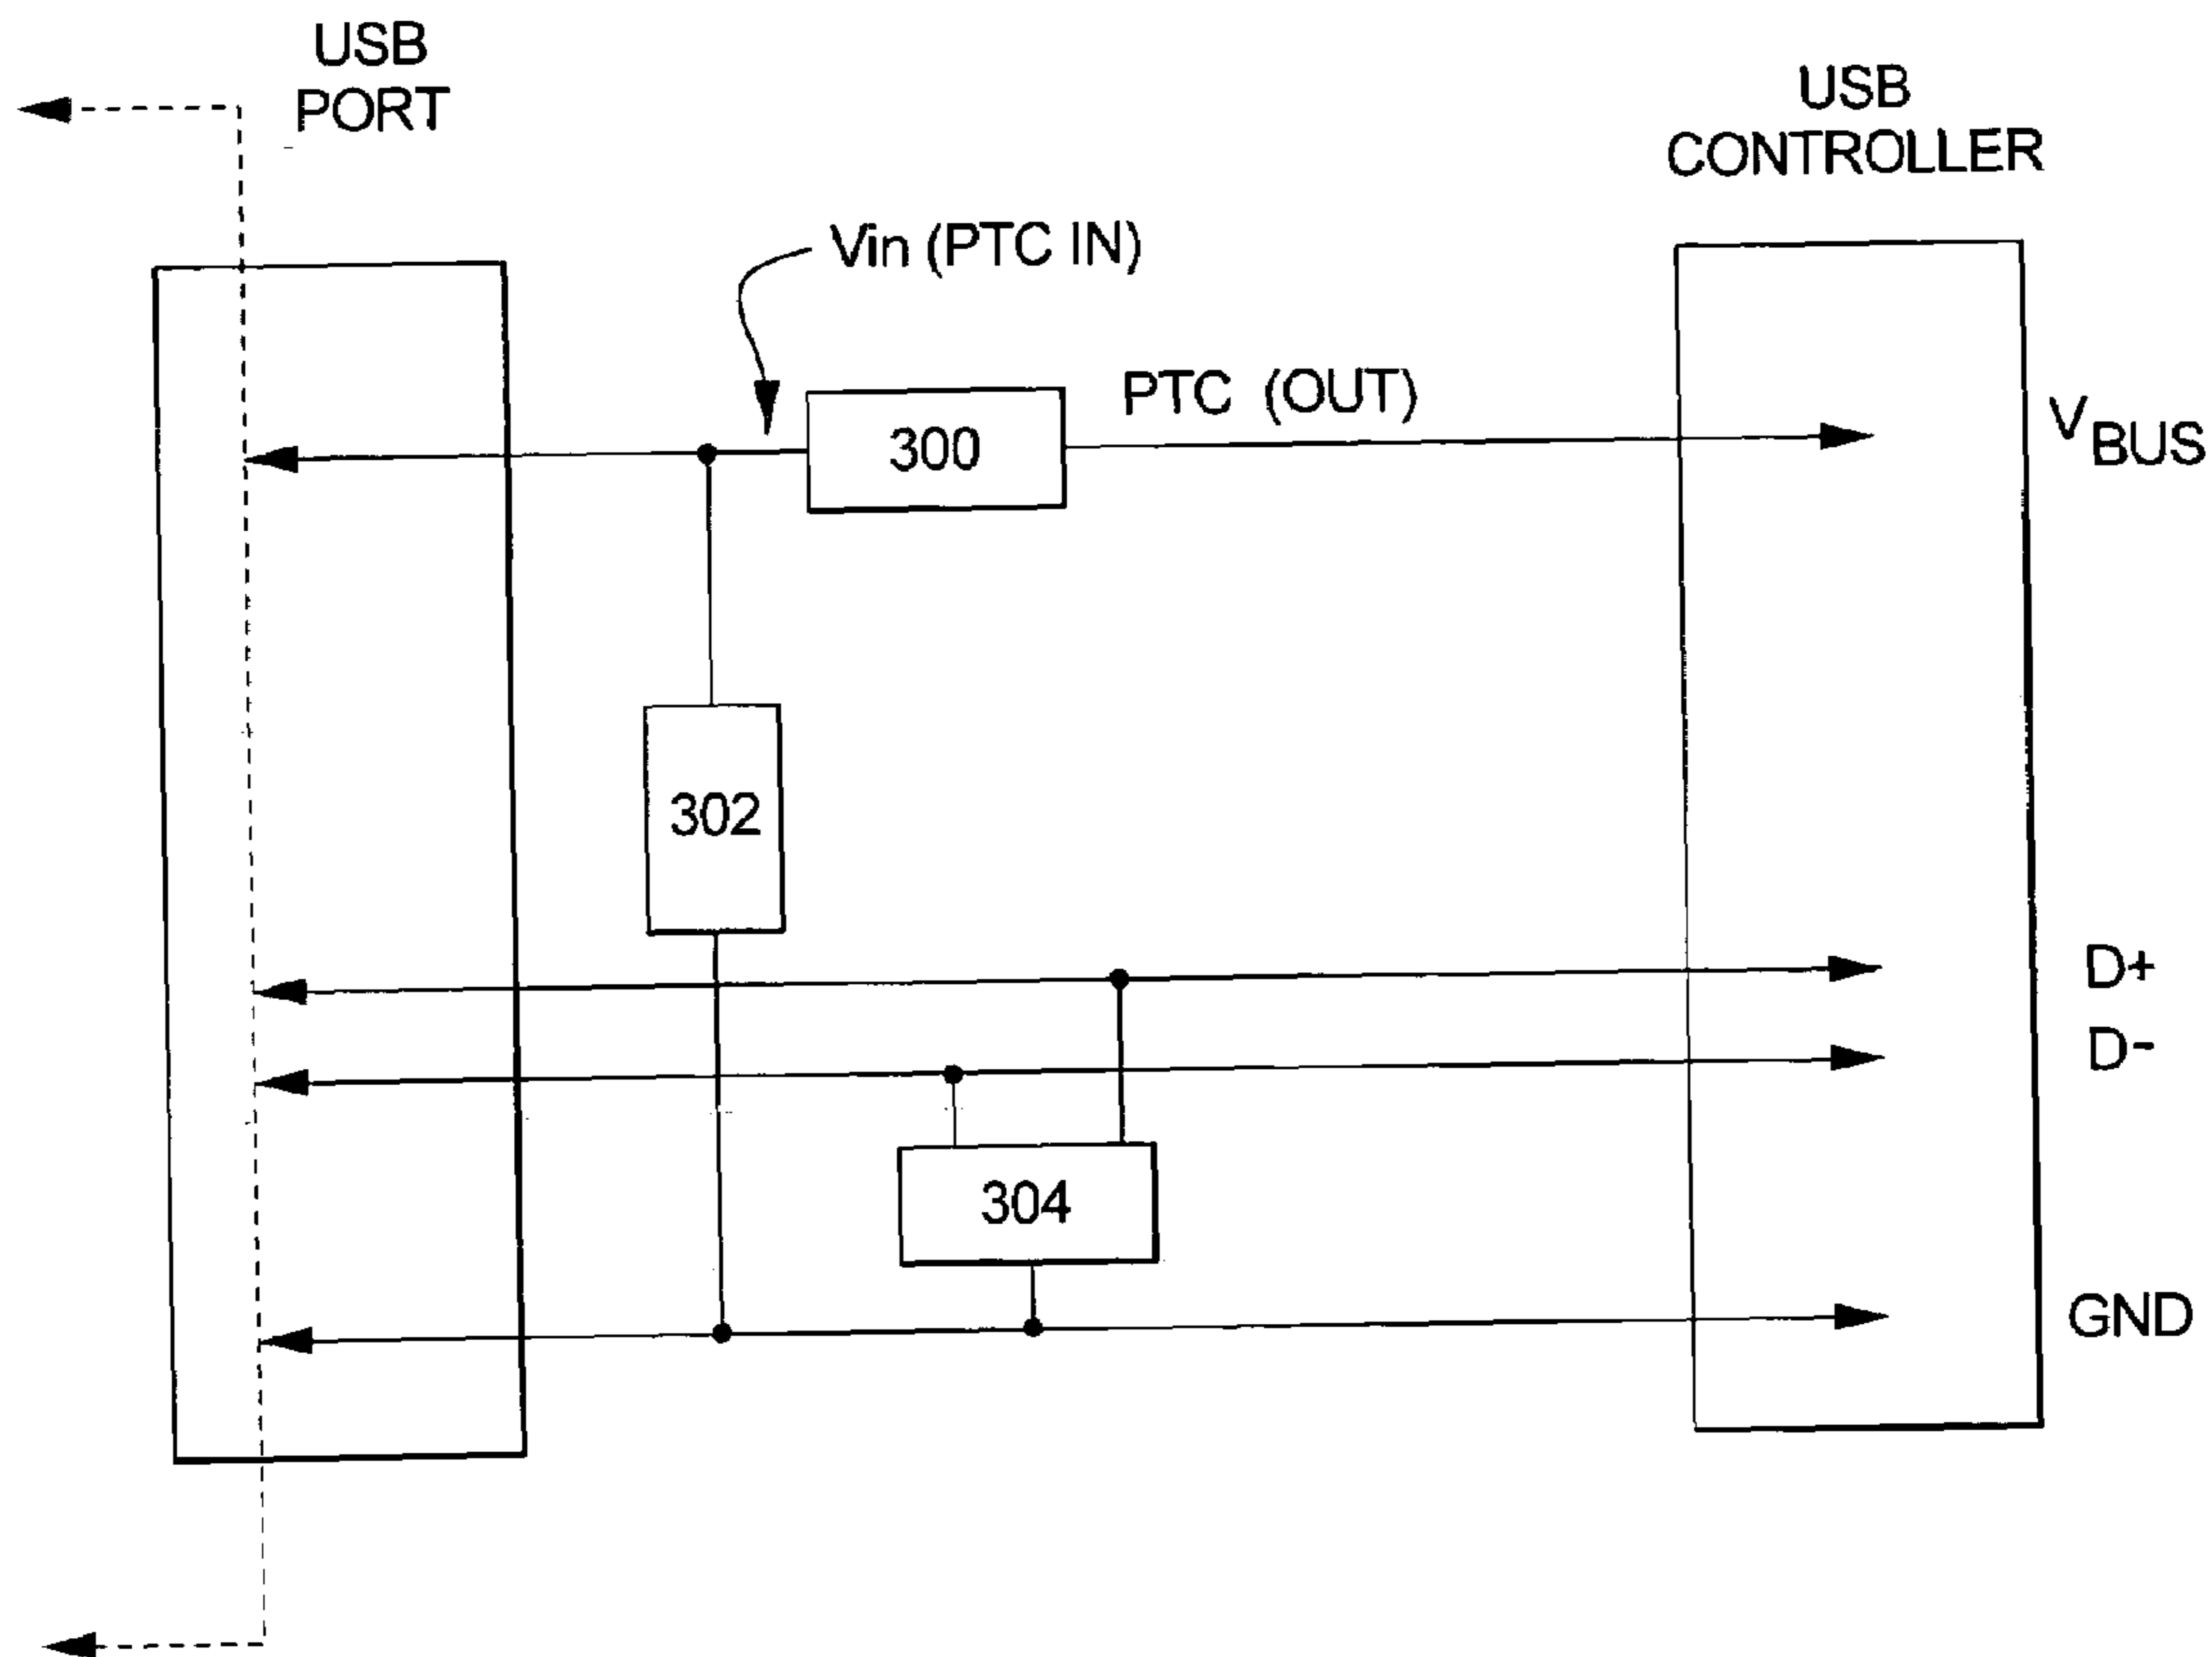 USB
PORT
USB
CONTROLLER
Vin (PTC IN)
PTC (OUT)
300
VBUS
302
D+
D-
304
GND